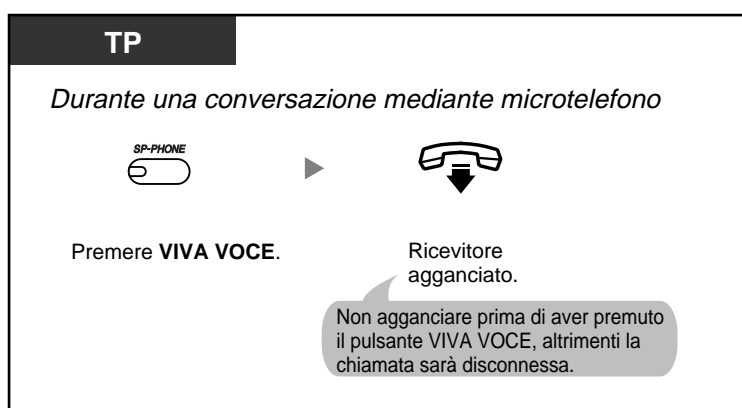 TP
Durante una conversazione mediante microtelefono
SP-PHONE
Premere VIVA VOCE.
Ricevitore
agganciato.
Non agganciare prima di aver premuto
il pulsante VIVA VOCE, altrimenti la
chiamata sarà disconnessa.